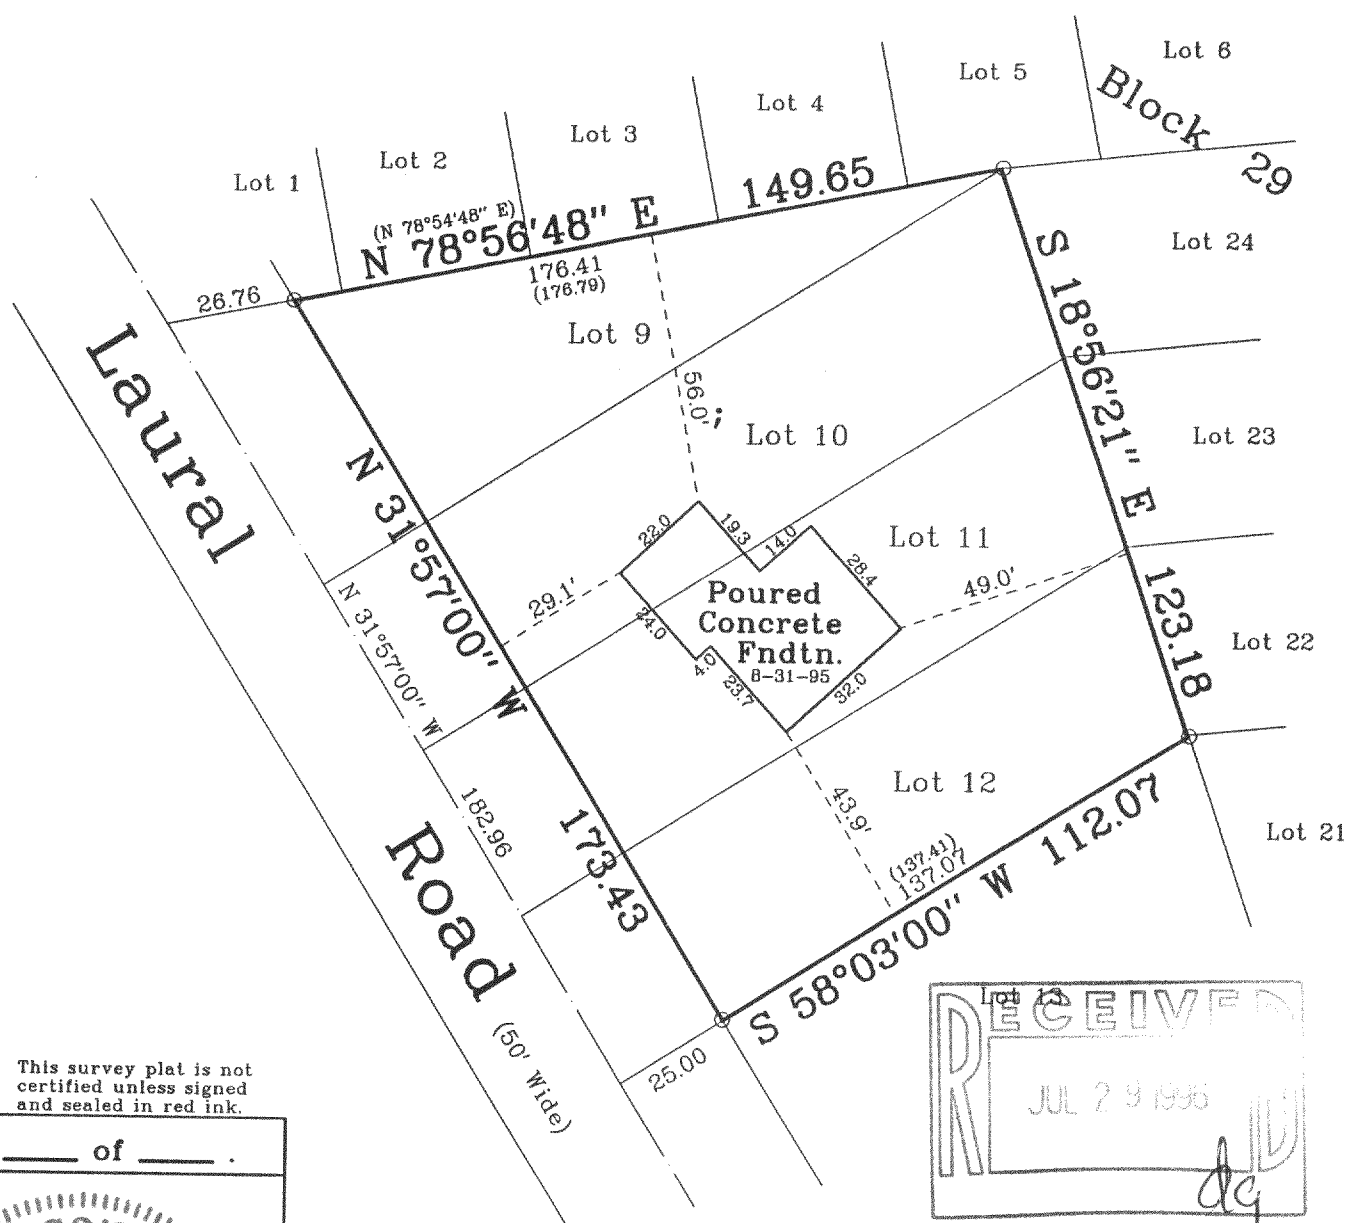 Lot 6
Lot 5
Lot 4
Lot 3
Lot 2
Lot 1
Block
29
149.65
(N 78°54'48" E)
N 78°56'48" E
176.41
(176.79)
26.76
Lot 9
S 18°56'21" E 123.18
Lot 24
Lot 23
Lot 22
Lot 21
Laural
Road
(50' Wide)
N 31°57'00" W 173.43
N 31°57'00" W
182.96
56.0' ;
Lot 10
Lot 11
22.0
19.3
14.0
28.4
29.1'
49.0'
24.0
4.0
23.7
32.0
Poured
Concrete
Fndtn.
8-31-95
Lot 12
43.9'
(137.41)
137.07
S 58°03'00" W 112.07
25.00
Lot 13
RECEIVED
JUL 29 1996
dg
This survey plat is not
certified unless signed
and sealed in red ink.
of .